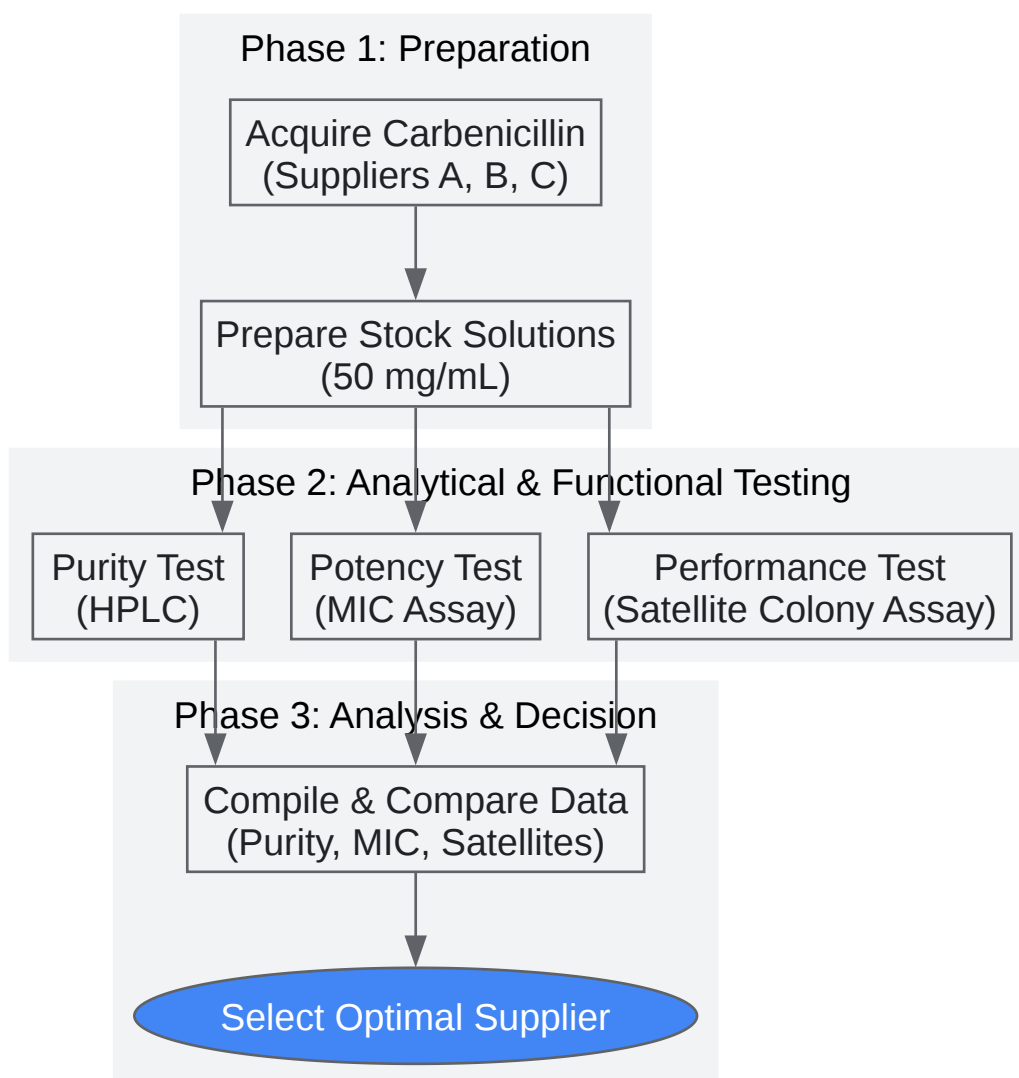 Phase 1: Preparation
Acquire Carbenicillin
(Suppliers A, B, C)
Prepare Stock Solutions
(50 mg/mL)
Phase 2: Analytical & Functional Testing
Purity Test
(HPLC)
Potency Test
(MIC Assay)
Performance Test
(Satellite Colony Assay)
Phase 3: Analysis & Decision
Compile & Compare Data
(Purity, MIC, Satellites)
Select Optimal Supplier